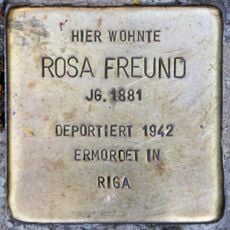 HIER WOHNTE
ROSA FREUND
JG. 1881
DEPORTIERT 1942
ERMORDET IN
RIGA